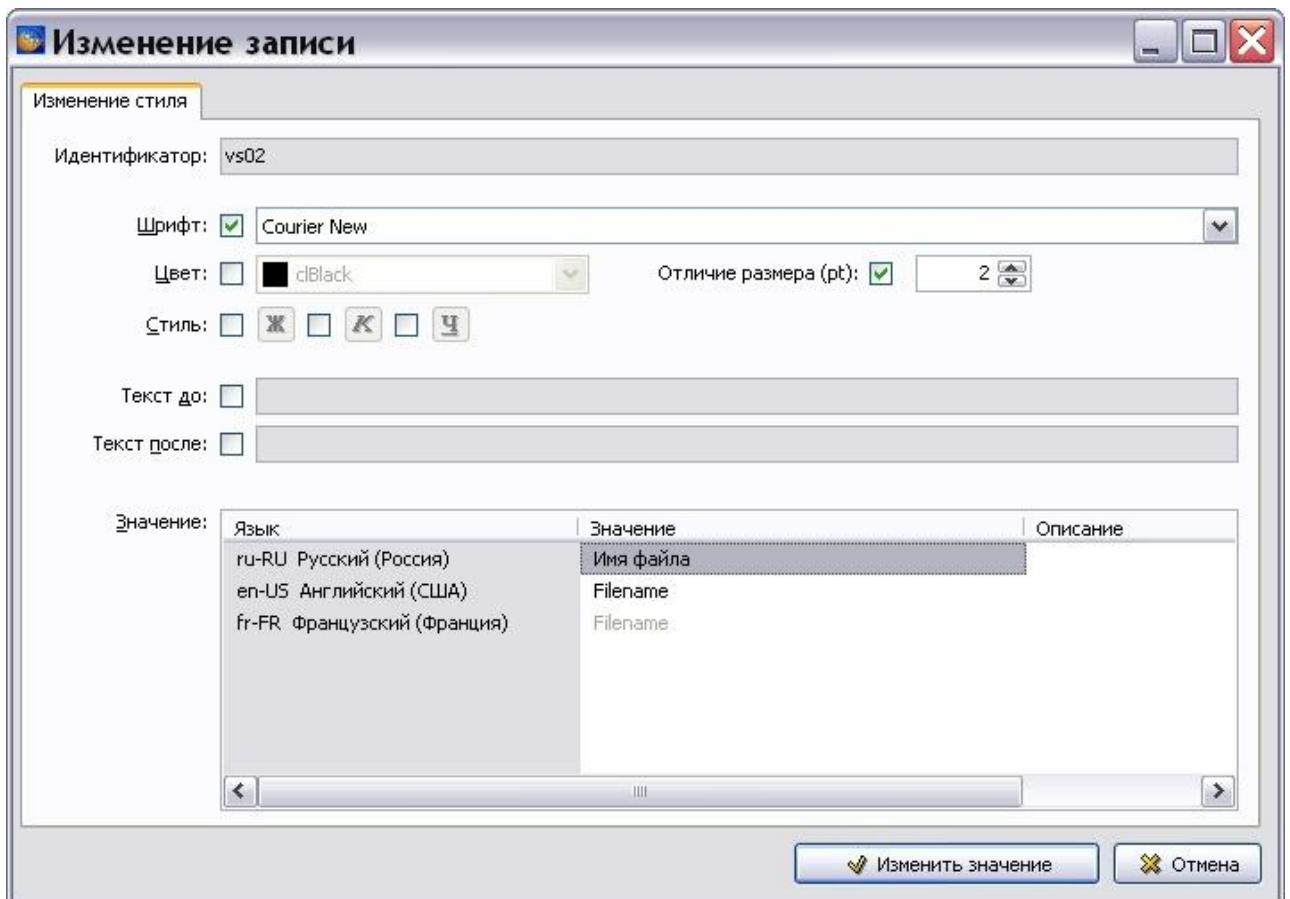 Изменение записи
Изменение стиля
Идентификатор: vs02
Шрифт: Courier New
Цвет: clBlack Отличие размера (pt): 2
Стиль: Ж К Ч
Текст до:
Текст после:
Значение: Язык Значение Описание
ru-RU Русский (Россия) Имя файла
en-US Английский (США) Filename
fr-FR Французский (Франция) Filename
Изменить значение Отмена